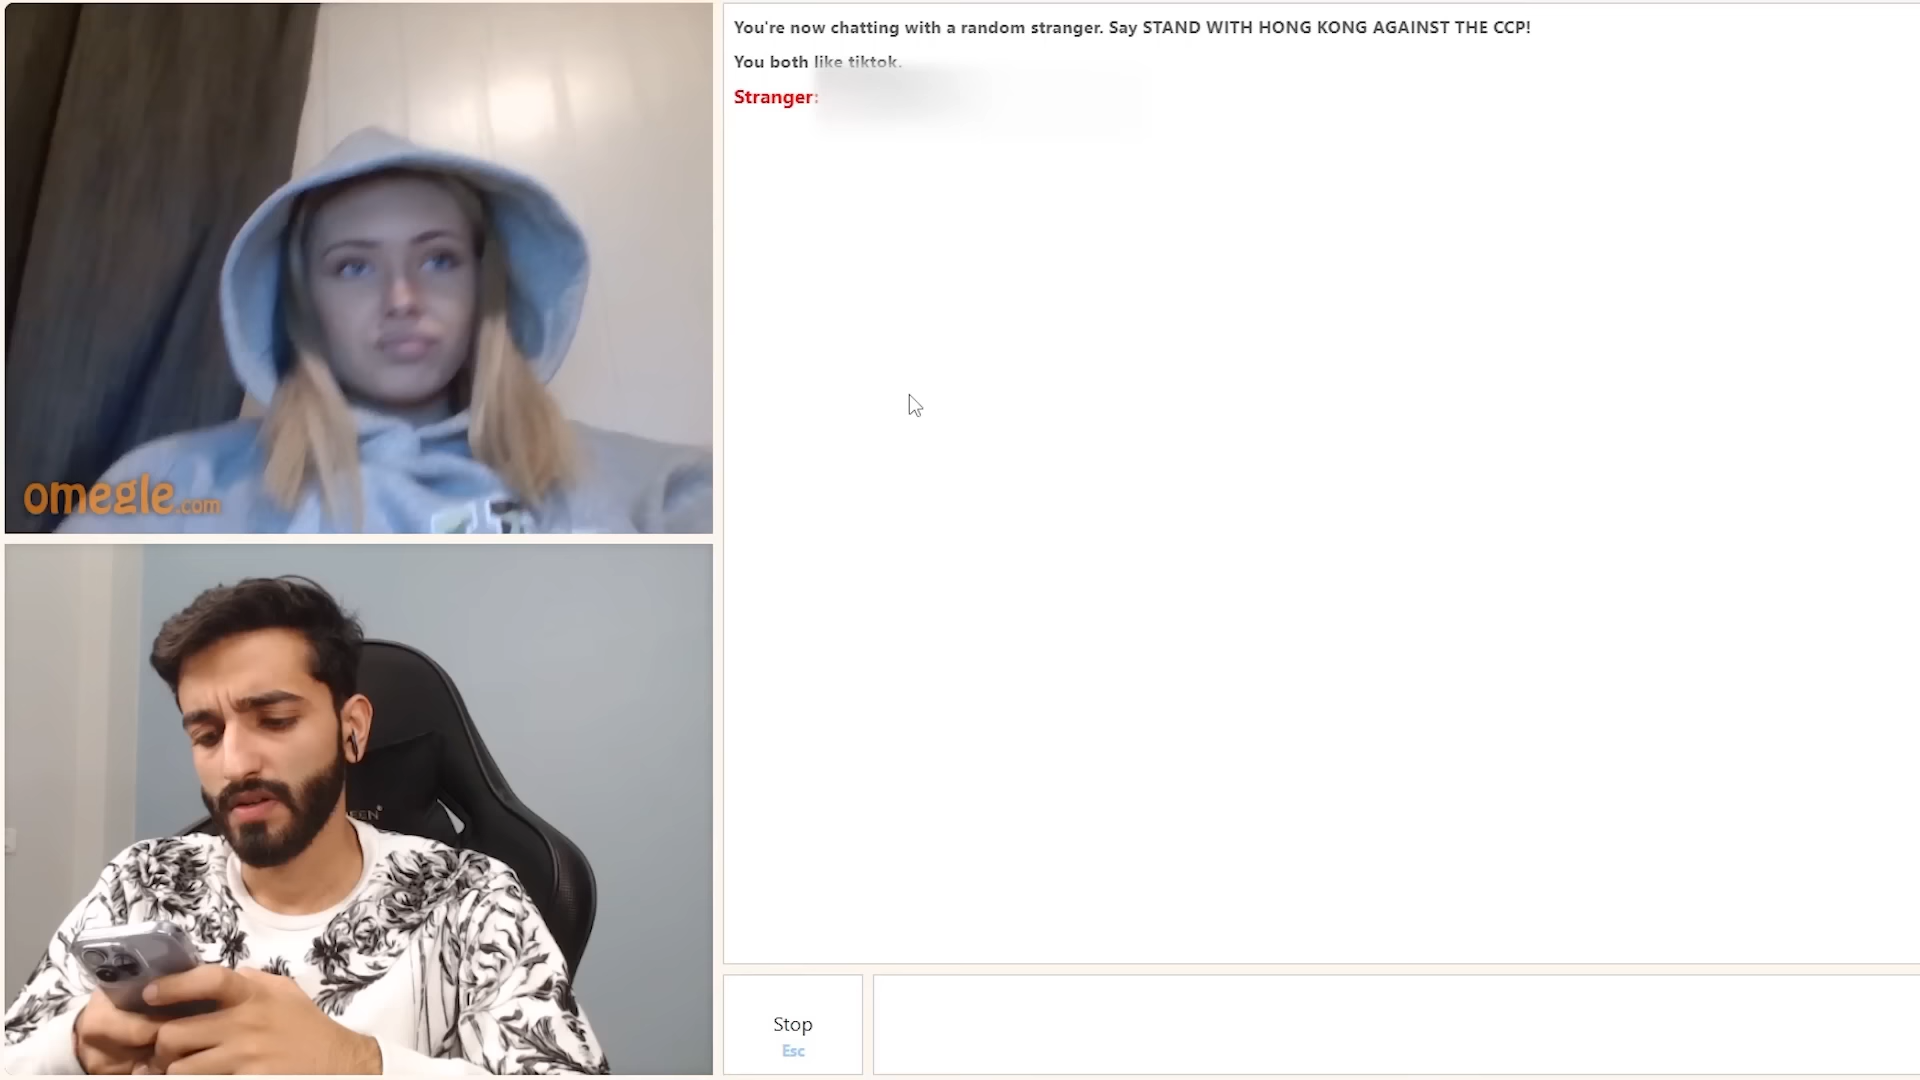 You're now chatting with a random stranger. Say STAND WITH HONG KONG AGAINST THE CCP!
You both like tiktok.
Stranger:
omegle.com
Stop
Esc